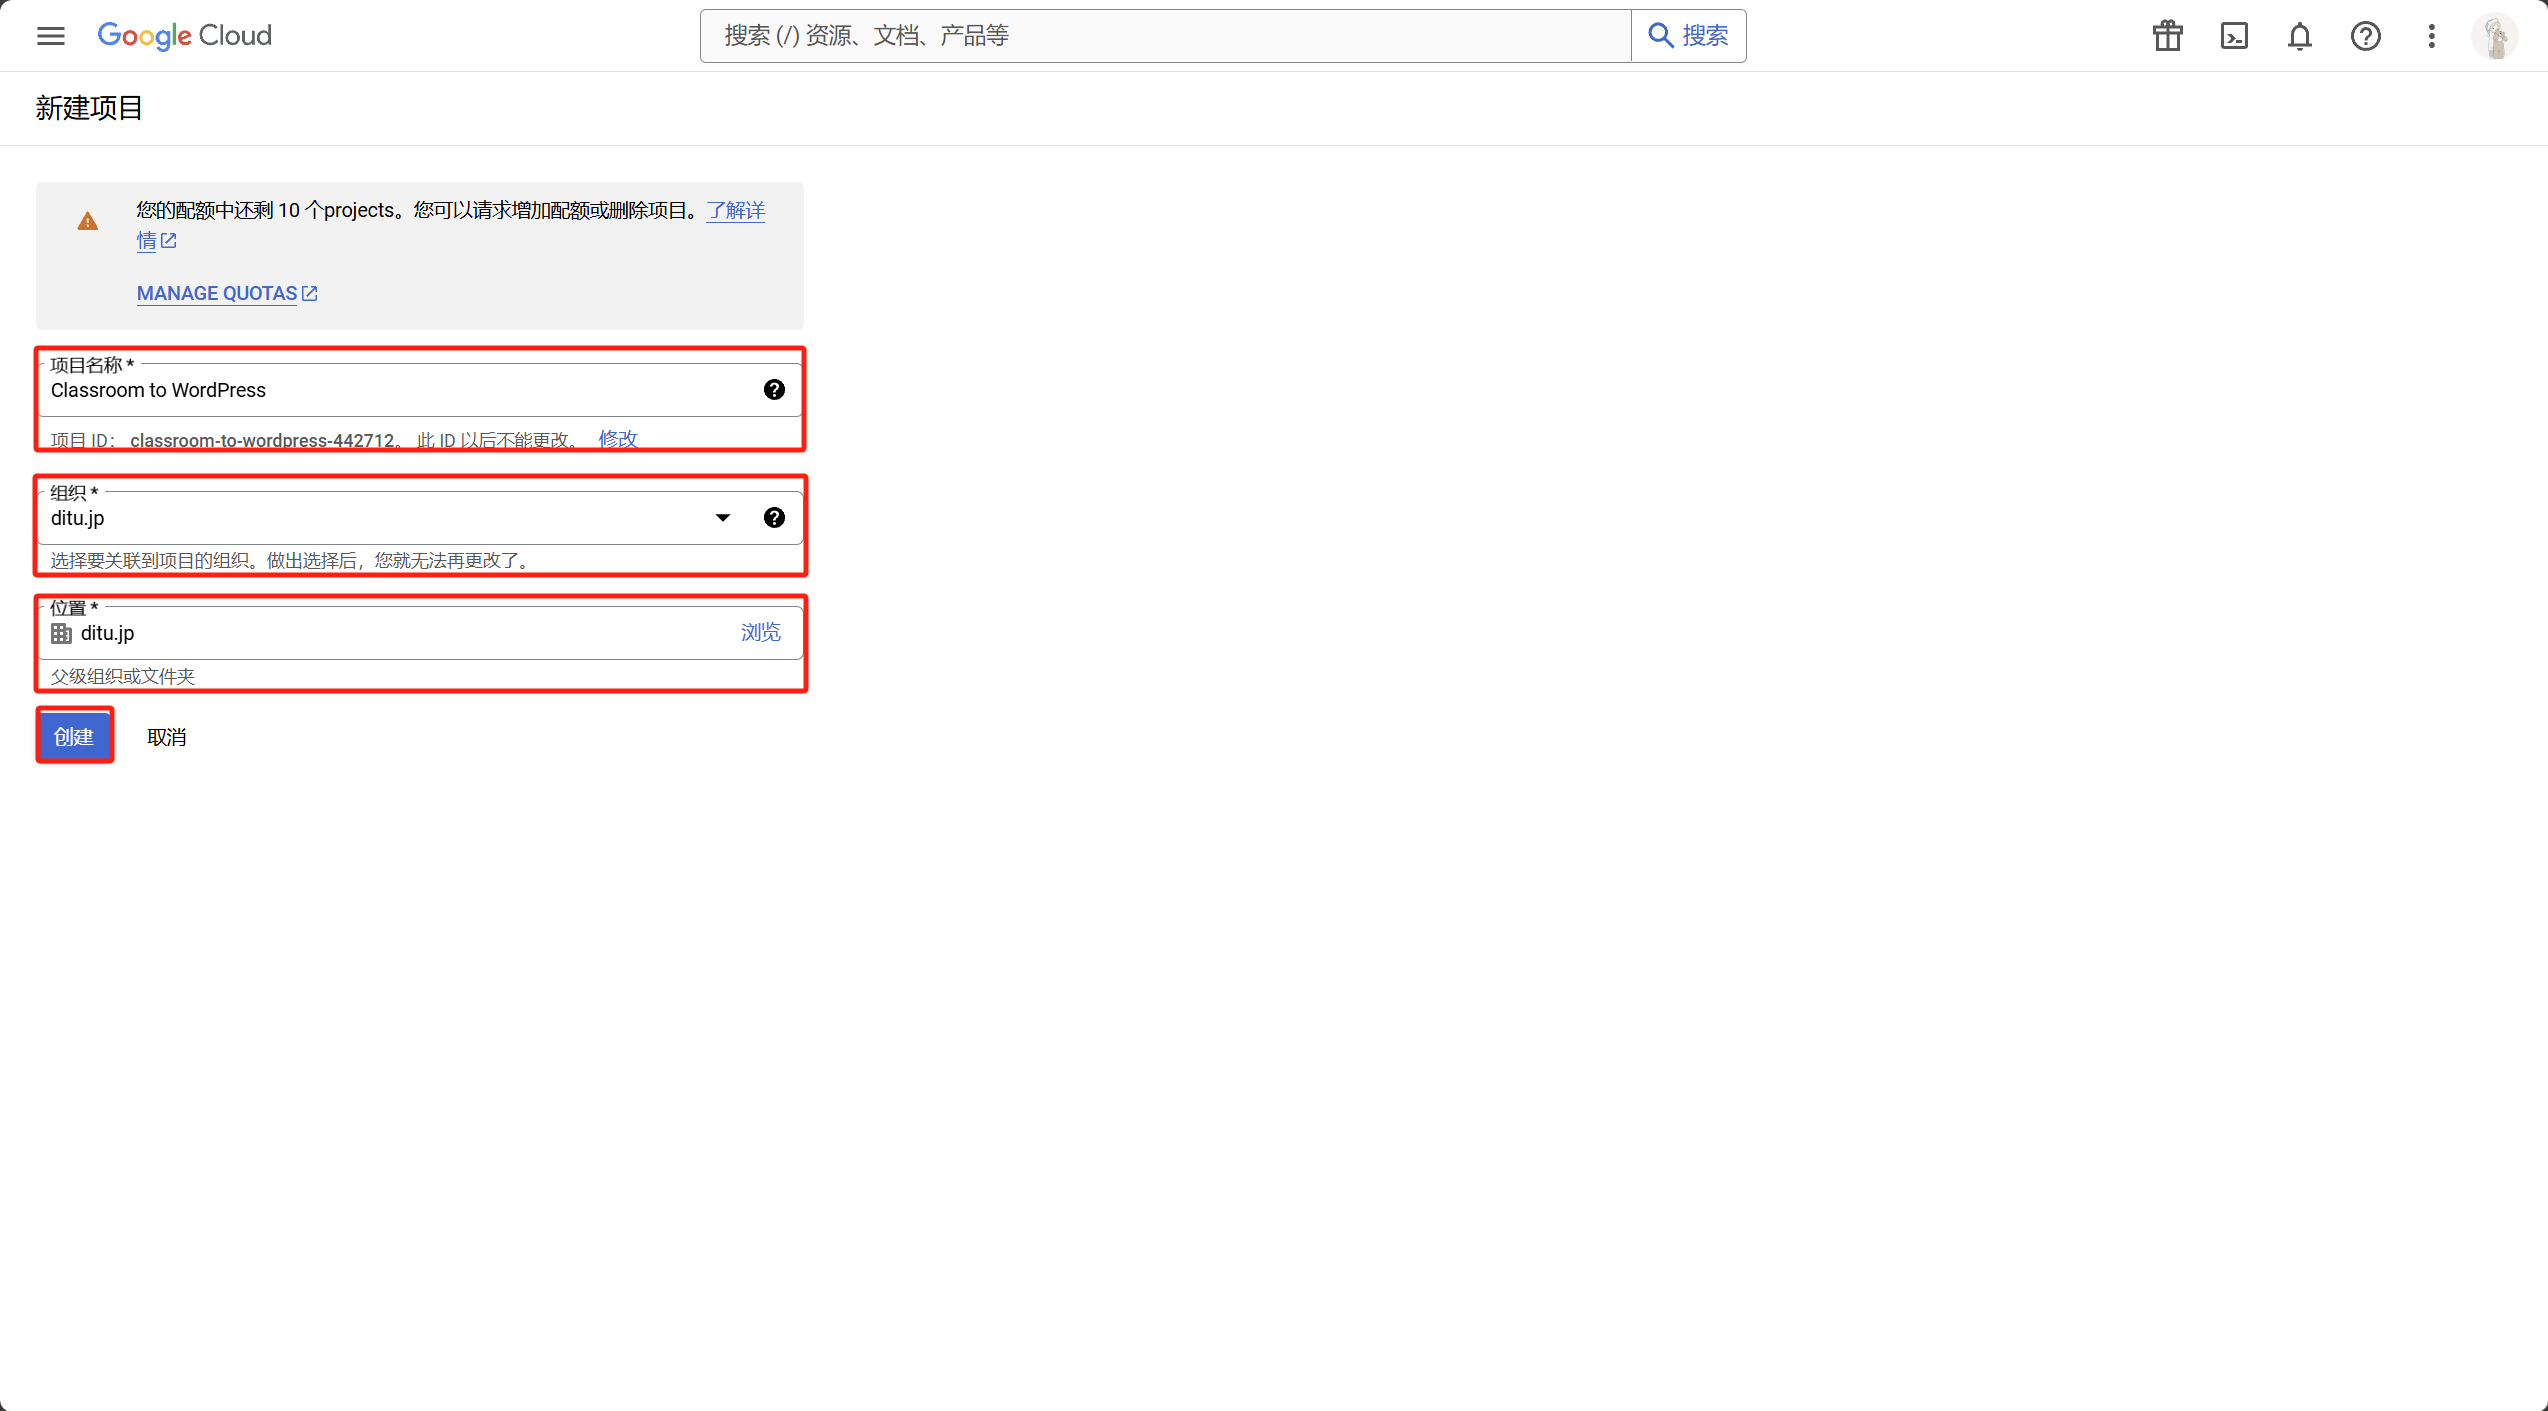 Google Cloud
搜索 (/) 资源、文档、产品等
搜索
新建项目
您的配额中还剩 10 个projects。您可以请求增加配额或删除项目。了解详
情
MANAGE QUOTAS
项目名称 *
Classroom to WordPress
项目 ID： classroom-to-wordpress-442712。 此 ID 以后不能更改。 修改
组织 *
ditu.jp
选择要关联到项目的组织。做出选择后，您就无法再更改了。
位置 *
ditu.jp
浏览
父级组织或文件夹
创建
取消